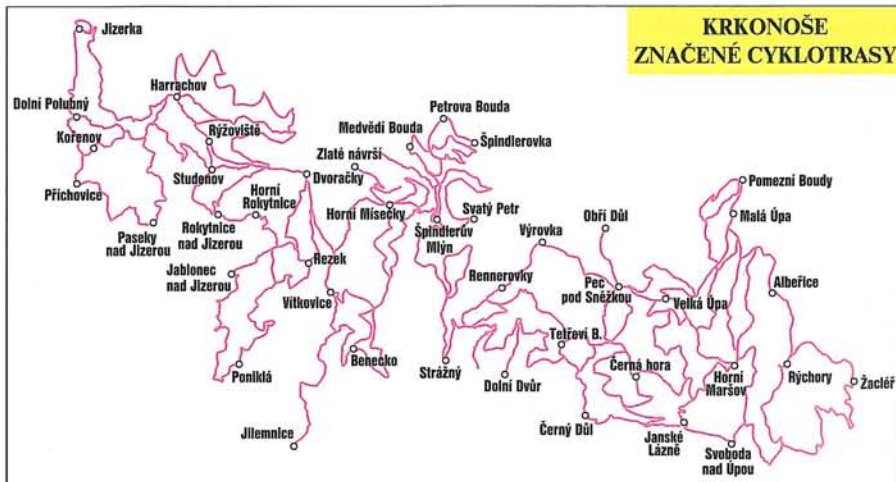 KRKONOŠE
ZNAČENÉ CYKLOTRASY
Jizerka
Harrachov
Dolní Polubný
Kořenov
Rýžoviště
Příchovice
Studenov
Paseky
nad Jizerou
Rokytnice
nad Jizerou
Horní
Rokytnice
Dvoračky
Jablonec
nad Jizerou
Rezek
Vítkovice
Poniklá
Benecko
Jilemnice
Petrova Bouda
Medvědí Bouda
Špindlerovka
Zlaté návrší
Horní Mísečky
Svatý Petr
Špindlerův
Mlýn
Strážný
Výrovka
Obří Důl
Rennerovky
Pec
pod Sněžkou
Velká Úpa
Pomezní Boudy
Malá Úpa
Albeřice
Telřoví B.
Dolní Dvůr
Černá hora
Horní
Maršov
Rýchory
Žacléř
Černý Důl
Janské
Lázně
Svoboda
nad Úpou